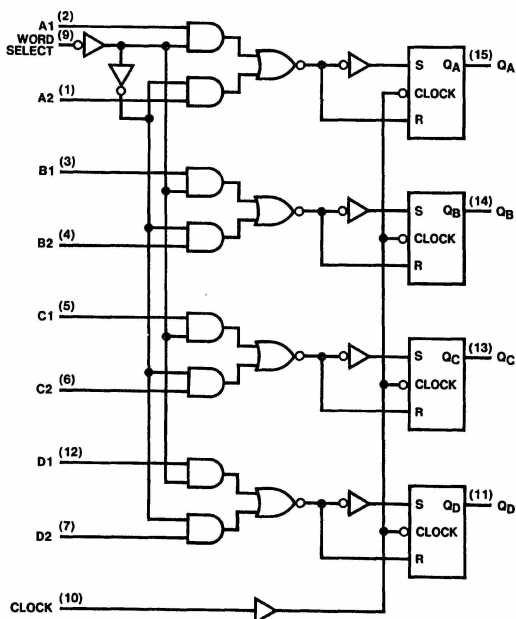 A1 (2)
WORD SELECT (9)
A2 (1)
S QA (15) QA
CLOCK
R
B1 (3)
B2 (4)
S QB (14) QB
CLOCK
R
C1 (5)
C2 (6)
S QC (13) QC
CLOCK
R
D1 (12)
D2 (7)
S QD (11) QD
CLOCK
R
CLOCK (10)